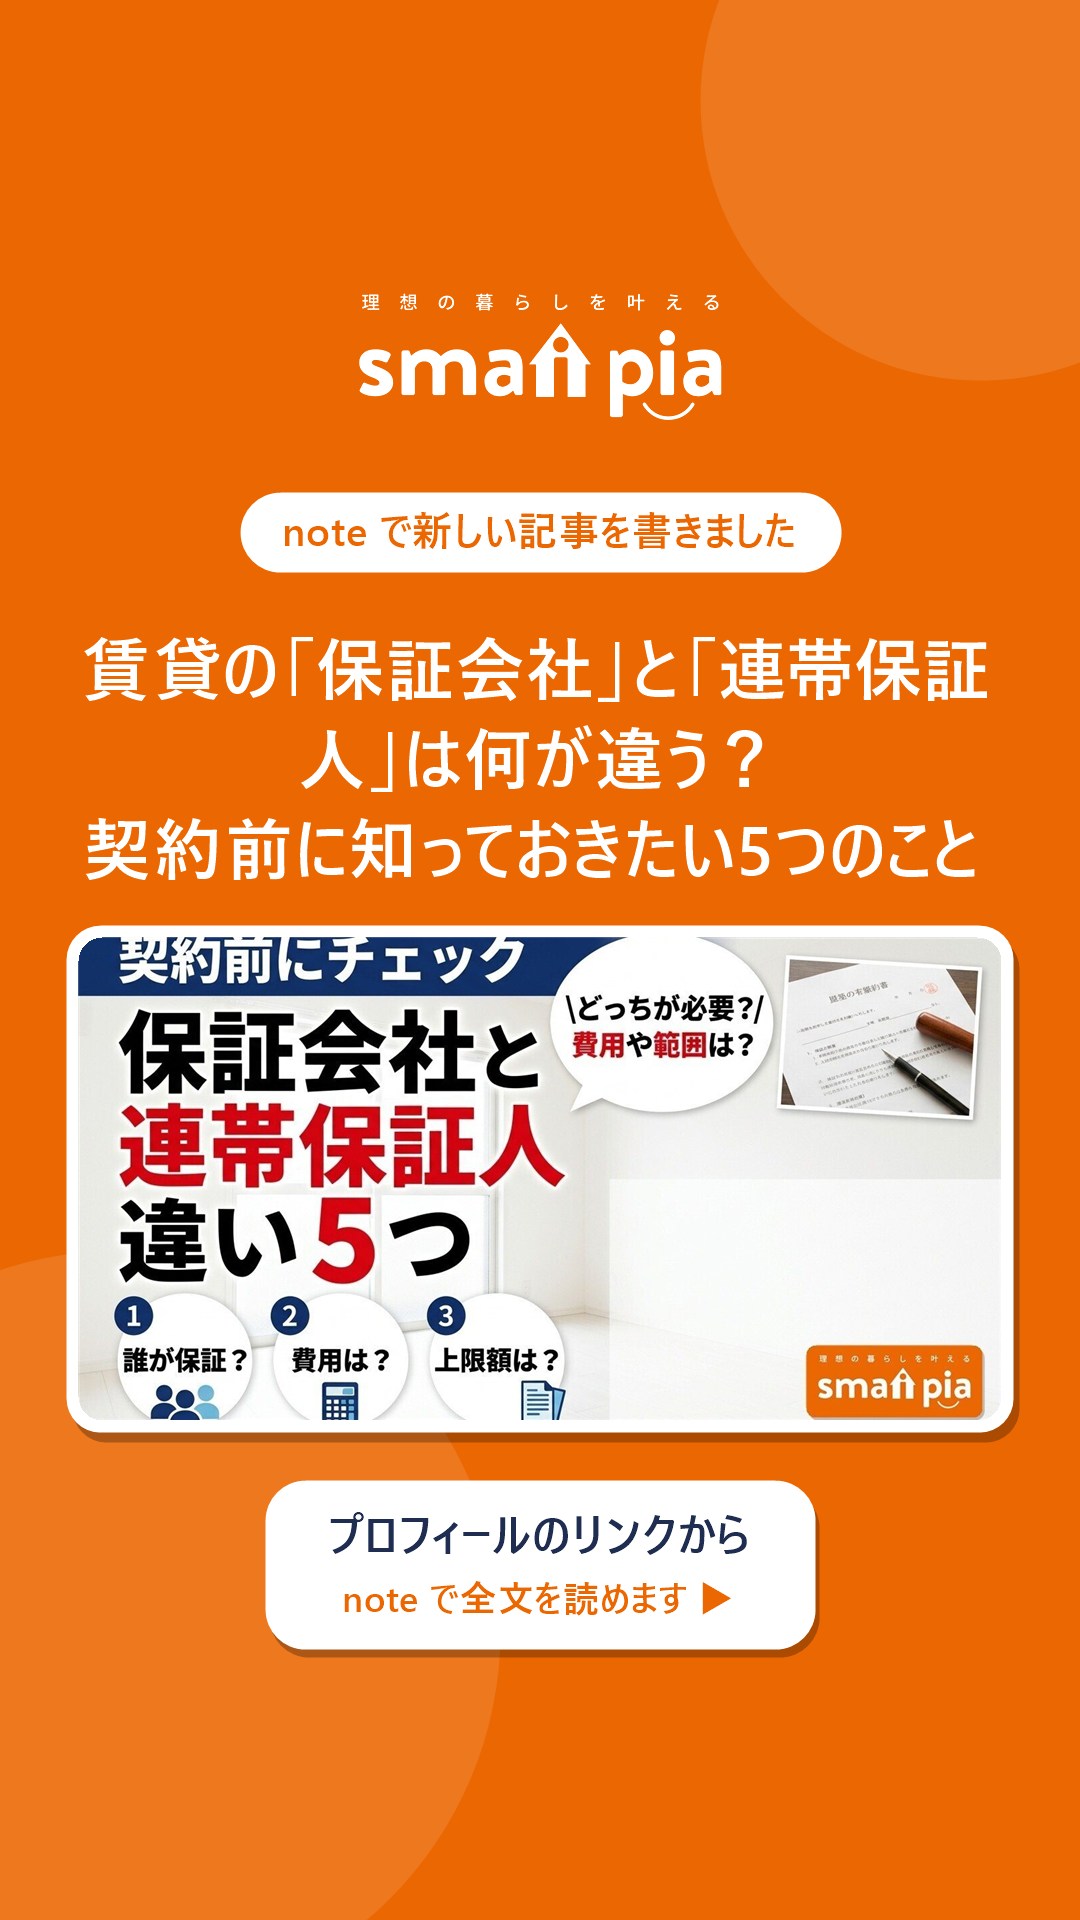 理想の暮らしを叶える
smaiipia
noteで新しい記事を書きました
賃貸の「保証会社」と「連帯保証
人」は何が違う？
契約前に知っておきたい5つのこと
契約前にチェック
\どっちが必要？/
費用や範囲は？
保証会社と
連帯保証人
違い5つ
1
誰が保証？
2
費用は？
3
上限額は？
理想の暮らしを叶える
smaiipia
プロフィールのリンクから
noteで全文を読めます ▶